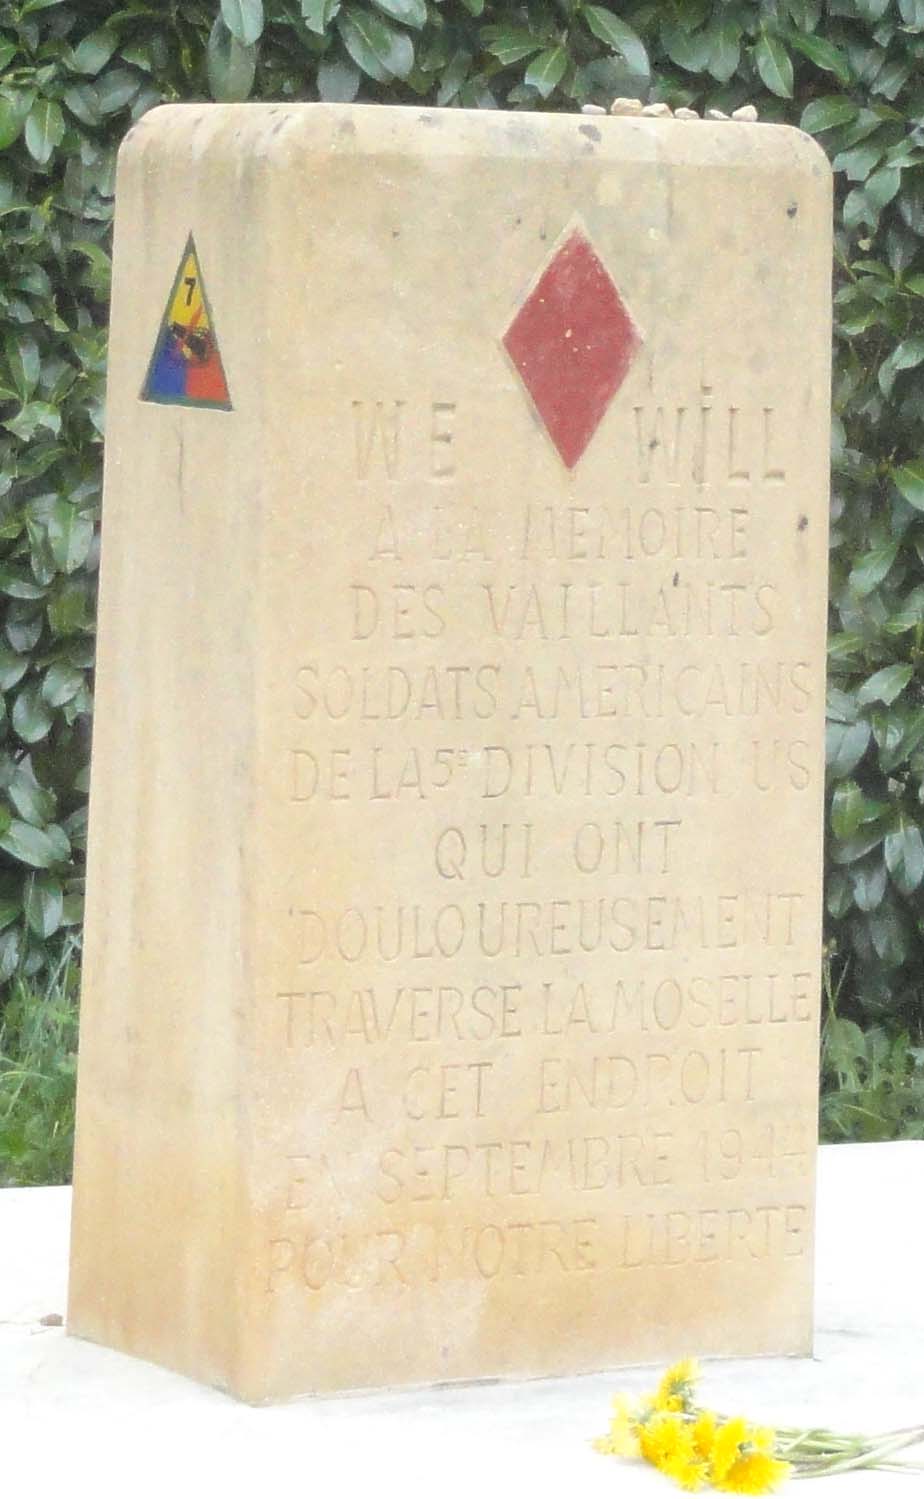 7
WE WiLL
A LA MEMOIRE
DES VAILLANTS
SOLDATS AMERICAINS
DE LA 5e DIVISION US
QUI ONT
DOULOUREUSEMENT
TRAVERSE LA MOSELLE
A CET ENDROIT
EN SEPTEMBRE 1944
POUR NOTRE LIBERTE